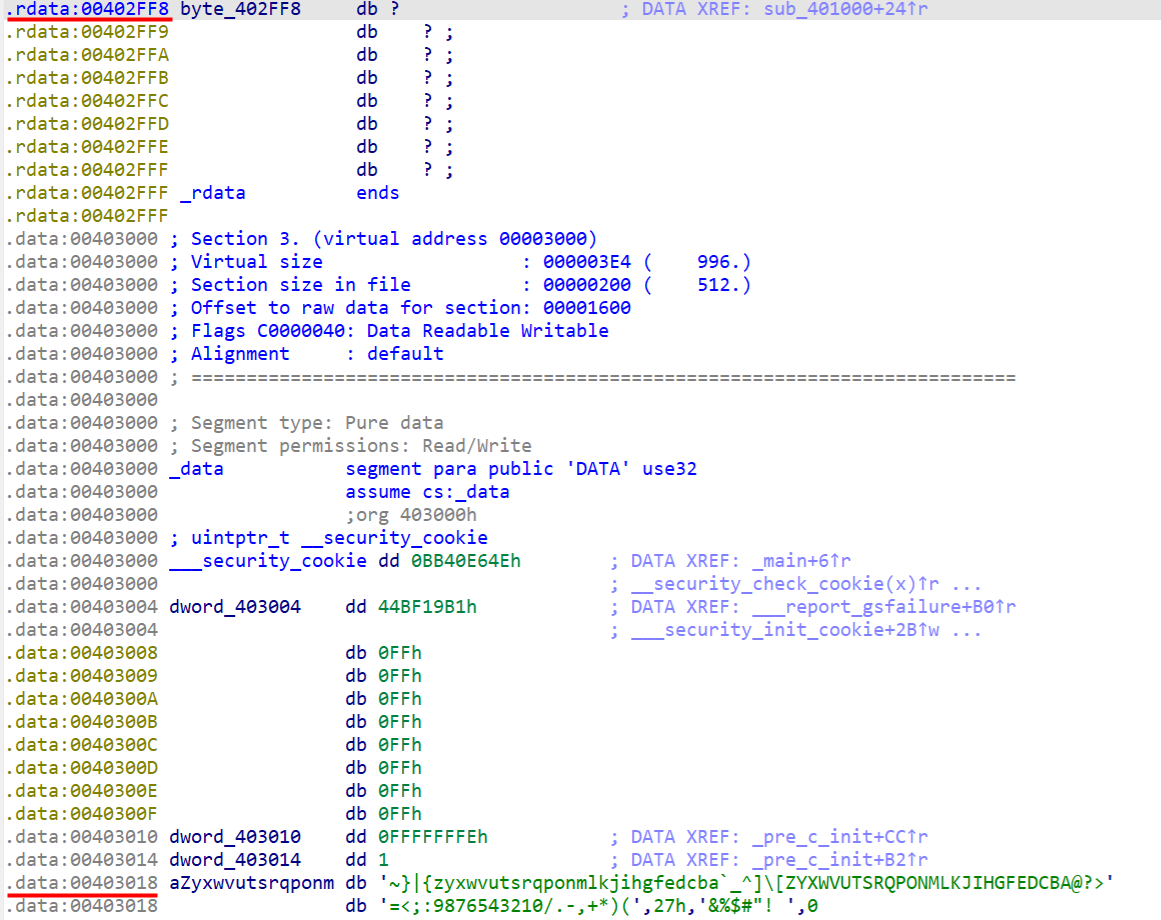 .rdata:00402FF8 byte_402FF8 db ? ; DATA XREF: sub_401000+24↑r
.rdata:00402FF9 db ? ;
.rdata:00402FFA db ? ;
.rdata:00402FFB db ? ;
.rdata:00402FFC db ? ;
.rdata:00402FFD db ? ;
.rdata:00402FFE db ? ;
.rdata:00402FFF db ? ;
.rdata:00402FFF _rdata ends
.rdata:00402FFF
.data:00403000 ; Section 3. (virtual address 00003000)
.data:00403000 ; Virtual size : 000003E4 ( 996.)
.data:00403000 ; Section size in file : 00000200 ( 512.)
.data:00403000 ; Offset to raw data for section: 00001600
.data:00403000 ; Flags C0000040: Data Readable Writable
.data:00403000 ; Alignment : default
.data:00403000 ; ===========================================================================
.data:00403000
.data:00403000 ; Segment type: Pure data
.data:00403000 ; Segment permissions: Read/Write
.data:00403000 _data segment para public 'DATA' use32
.data:00403000 assume cs:_data
.data:00403000 ;org 403000h
.data:00403000 ; uintptr_t __security_cookie
.data:00403000 ___security_cookie dd 0BB40E64Eh ; DATA XREF: _main+6↑r
.data:00403000 ; __security_check_cookie(x)↑r ...
.data:00403004 dword_403004 dd 44BF19B1h ; DATA XREF: ___report_gsfailure+B0↑r
.data:00403004 ; ___security_init_cookie+2B↑w ...
.data:00403008 db 0FFh
.data:00403009 db 0FFh
.data:0040300A db 0FFh
.data:0040300B db 0FFh
.data:0040300C db 0FFh
.data:0040300D db 0FFh
.data:0040300E db 0FFh
.data:0040300F db 0FFh
.data:00403010 dword_403010 dd 0FFFFFFFEh ; DATA XREF: _pre_c_init+CC↑r
.data:00403014 dword_403014 dd 1 ; DATA XREF: _pre_c_init+B2↑r
.data:00403018 aZyxwvutsrqponm db '~}|{zyxwvutsrqponmlkjihgfedcba`_^]\[ZYXWVUTSRQPONMLKJIHGFEDCBA@?>'
.data:00403018 db '=<;:9876543210/.-,+*)(',27h,'&%$#"! ',0